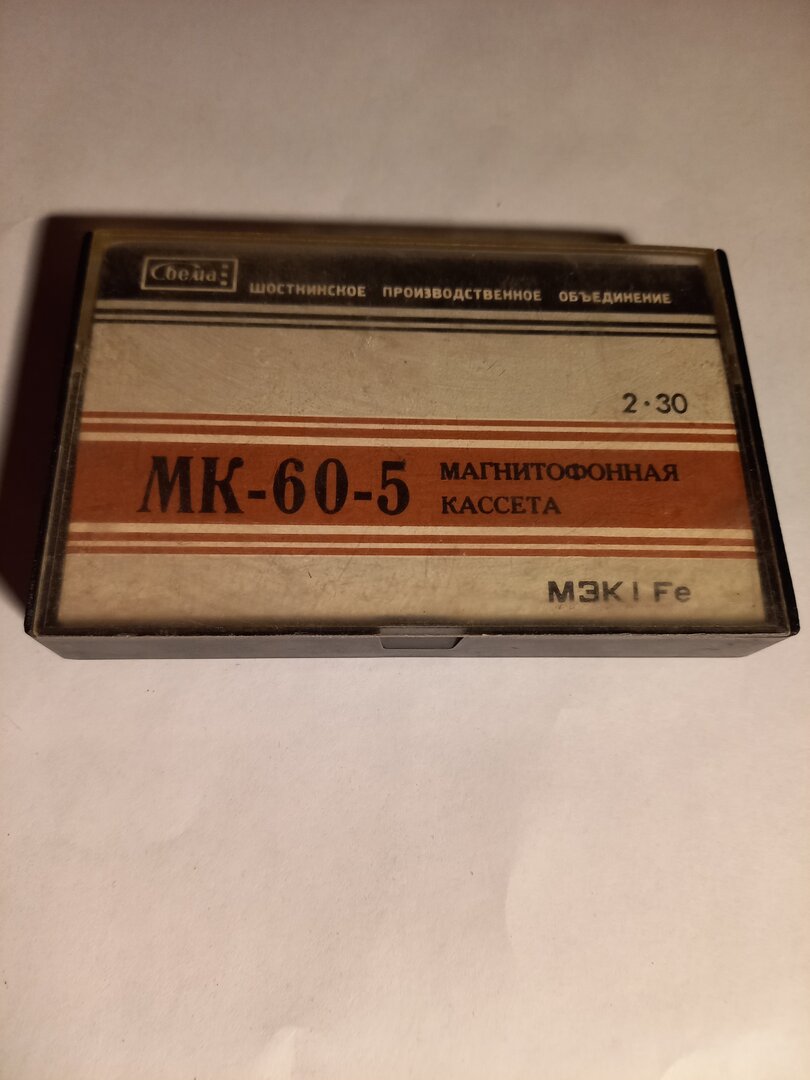 Свема
ШОСТКИНСКОЕ ПРОИЗВОДСТВЕННОЕ ОБЪЕДИНЕНИЕ
2·30
МК-60-5 МАГНИТОФОННАЯ
КАССЕТА
МЭК I Fe